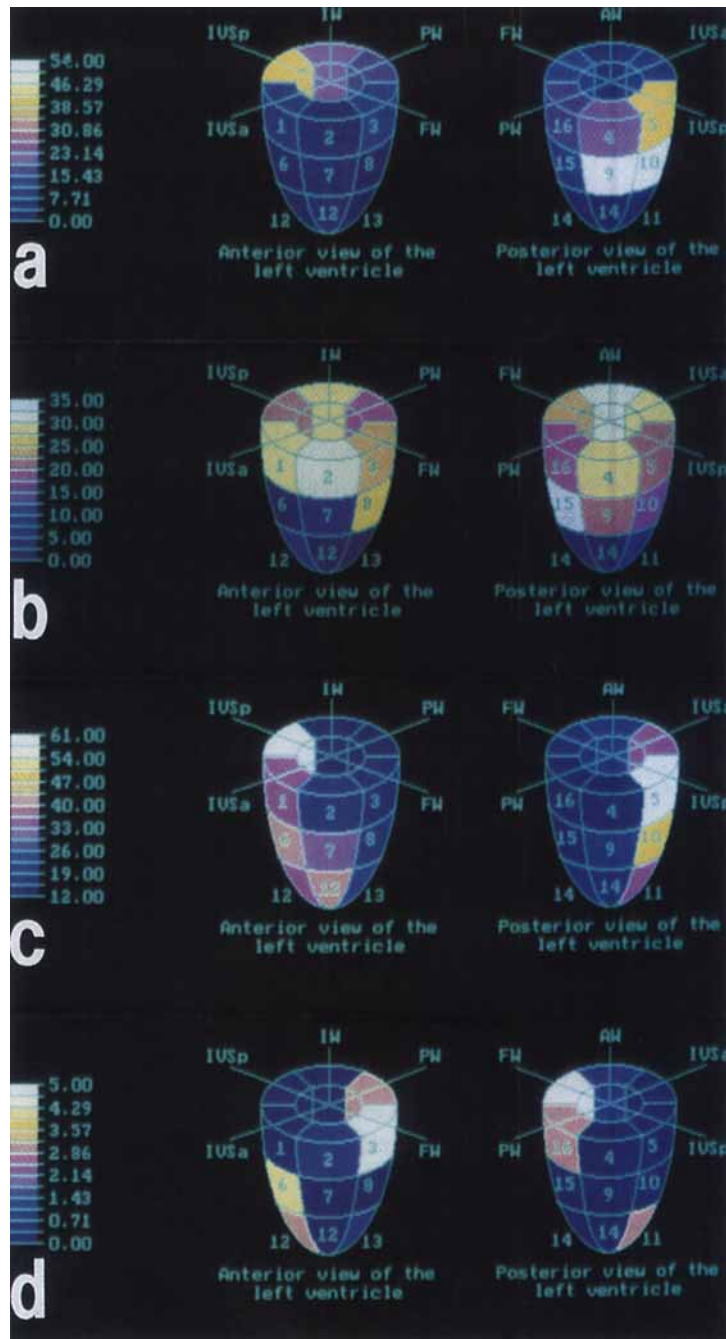 IW AW
54.00 IVSp PW FW IVSa
46.29
38.57
30.86 IVSa 1 2 3 FW PW 16 4 5 IVSp
23.14
15.43 6 7 8 15 9 10
7.71
0.00 12 12 13 14 14 11
a
Anterior view of the
left ventricle
Posterior view of the
left ventricle
IW AW
IVSp PW FW IVSa
35.00
30.00
25.00
20.00 IVSa 1 2 3 FW PW 16 4 5 IVSp
15.00
10.00 6 7 8 15 9 10
5.00
0.00 12 12 13 14 14 11
b
Anterior view of the
left ventricle
Posterior view of the
left ventricle
IW AW
IVSp PW FW IVSa
61.00
54.00
47.00
40.00 IVSa 1 2 3 FW PW 16 4 5 IVSp
33.00
26.00 6 7 8 15 9 10
19.00
12.00 12 12 13 14 14 11
c
Anterior view of the
left ventricle
Posterior view of the
left ventricle
IW AW
IVSp PW FW IVSa
5.00
4.29
3.57
2.86 IVSa 1 2 3 FW PW 16 4 5 IVSp
2.14
1.43 6 7 8 15 9 10
0.71
0.00 12 12 13 14 14 11
d
Anterior view of the
left ventricle
Posterior view of the
left ventricle